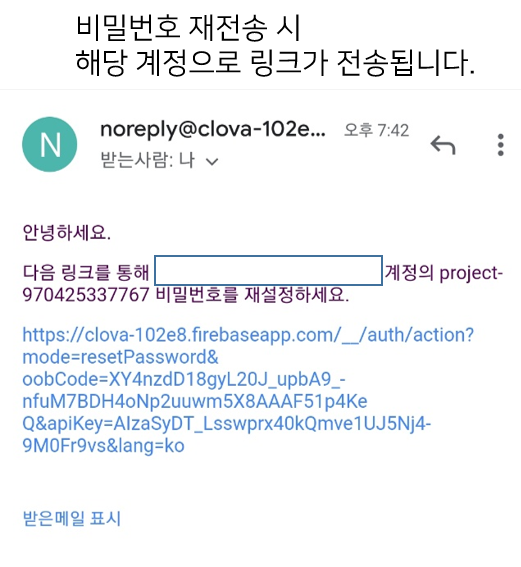 비밀번호 재전송 시
해당 계정으로 링크가 전송됩니다.
N
noreply@clova-102e... 오후 7:42
받는사람: 나
안녕하세요.
다음 링크를 통해 계정의 project-
970425337767 비밀번호를 재설정하세요.
https://clova-102e8.firebaseapp.com/__/auth/action?
mode=resetPassword&
oobCode=XY4nzdD18gyL20J_upbA9_-
nfuM7BDH4oNp2uuwm5X8AAAF51p4Ke
Q&apiKey=AIzaSyDT_Lsswprx40kQmve1UJ5Nj4-
9M0Fr9vs&lang=ko
받은메일 표시